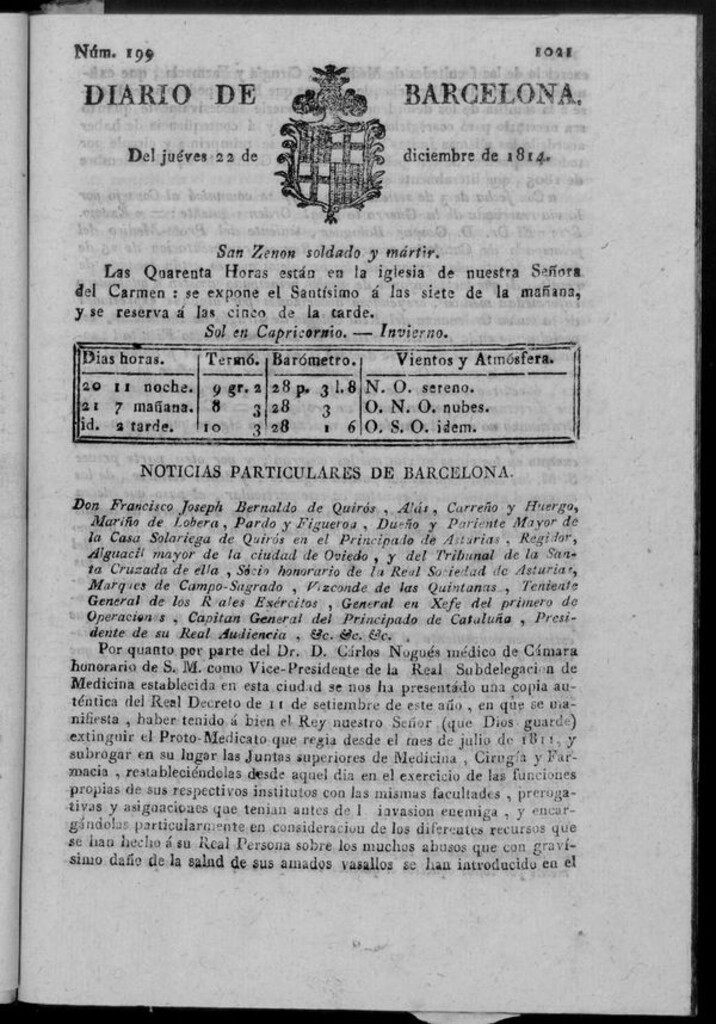 Núm. 199 1021
DIARIO DE BARCELONA.
Del juéves 22 de diciembre de 1814.
San Zenon soldado y mártir.
Las Quarenta Horas están en la iglesia de nuestra Señora
del Carmen : se expone el Santísimo á las siete de la mañana,
y se reserva á las cinco de la tarde.
Sol en Capricornio. — Invierno.
Dias horas. Termó. Barómetro. Vientos y Atmósfera.
20 11 noche. 9 gr. 2 28 p. 3 l. 8 N. O. sereno.
21 7 mañana. 8 3 28 3 O. N. O. nubes.
id. 2 tarde. 10 3 28 1 6 O. S. O. idem.
NOTICIAS PARTICULARES DE BARCELONA.
Don Francisco Joseph Bernaldo de Quirós , Alás, Carreño y Huergo,
Mariño de Lobera, Pardo y Figueroa , Dueño y Pariente Mayor de
la Casa Solariega de Quirós en el Principado de Asturias , Regidor,
Alguacil mayor de la ciudad de Oviedo , y del Tribunal de la San-
ta Cruzada de ella , Sócio honorario de la Real Sociedad de Asturias,
Marques de Campo-Sagrado , Vizconde de las Quintanas , Teniente
General de los Reales Exércitos , General en Xefe del primero de
Operaciones , Capitan General del Principado de Cataluña , Presi-
dente de su Real Audiencia , &c. &c. &c.
Por quanto por parte del Dr. D. Cárlos Nogués médico de Cámara
honorario de S. M. como Vice-Presidente de la Real Subdelegacion de
Medicina establecida en esta ciudad se nos ha presentado una copia au-
téntica del Real Decreto de 11 de setiembre de este año , en que se ma-
nifiesta , haber tenido á bien el Rey nuestro Señor (que Dios guarde)
extinguir el Proto-Medicato que regia desde el mes de julio de 1811, y
subrogar en su lugar las Juntas superiores de Medicina , Cirugía y Far-
macia , restableciéndolas desde aquel dia en el exercicio de las funciones
propias de sus respectivos institutos con las mismas facultades , preroga-
tivas y asignaciones que tenian antes de l invasion enemiga , y encar-
gándolas particularmente en consideracion de los diferentes recursos que
se han hecho á su Real Persona sobre los muchos abusos que con graví-
simo daño de la salud de sus amados vasallos se han introducido en el